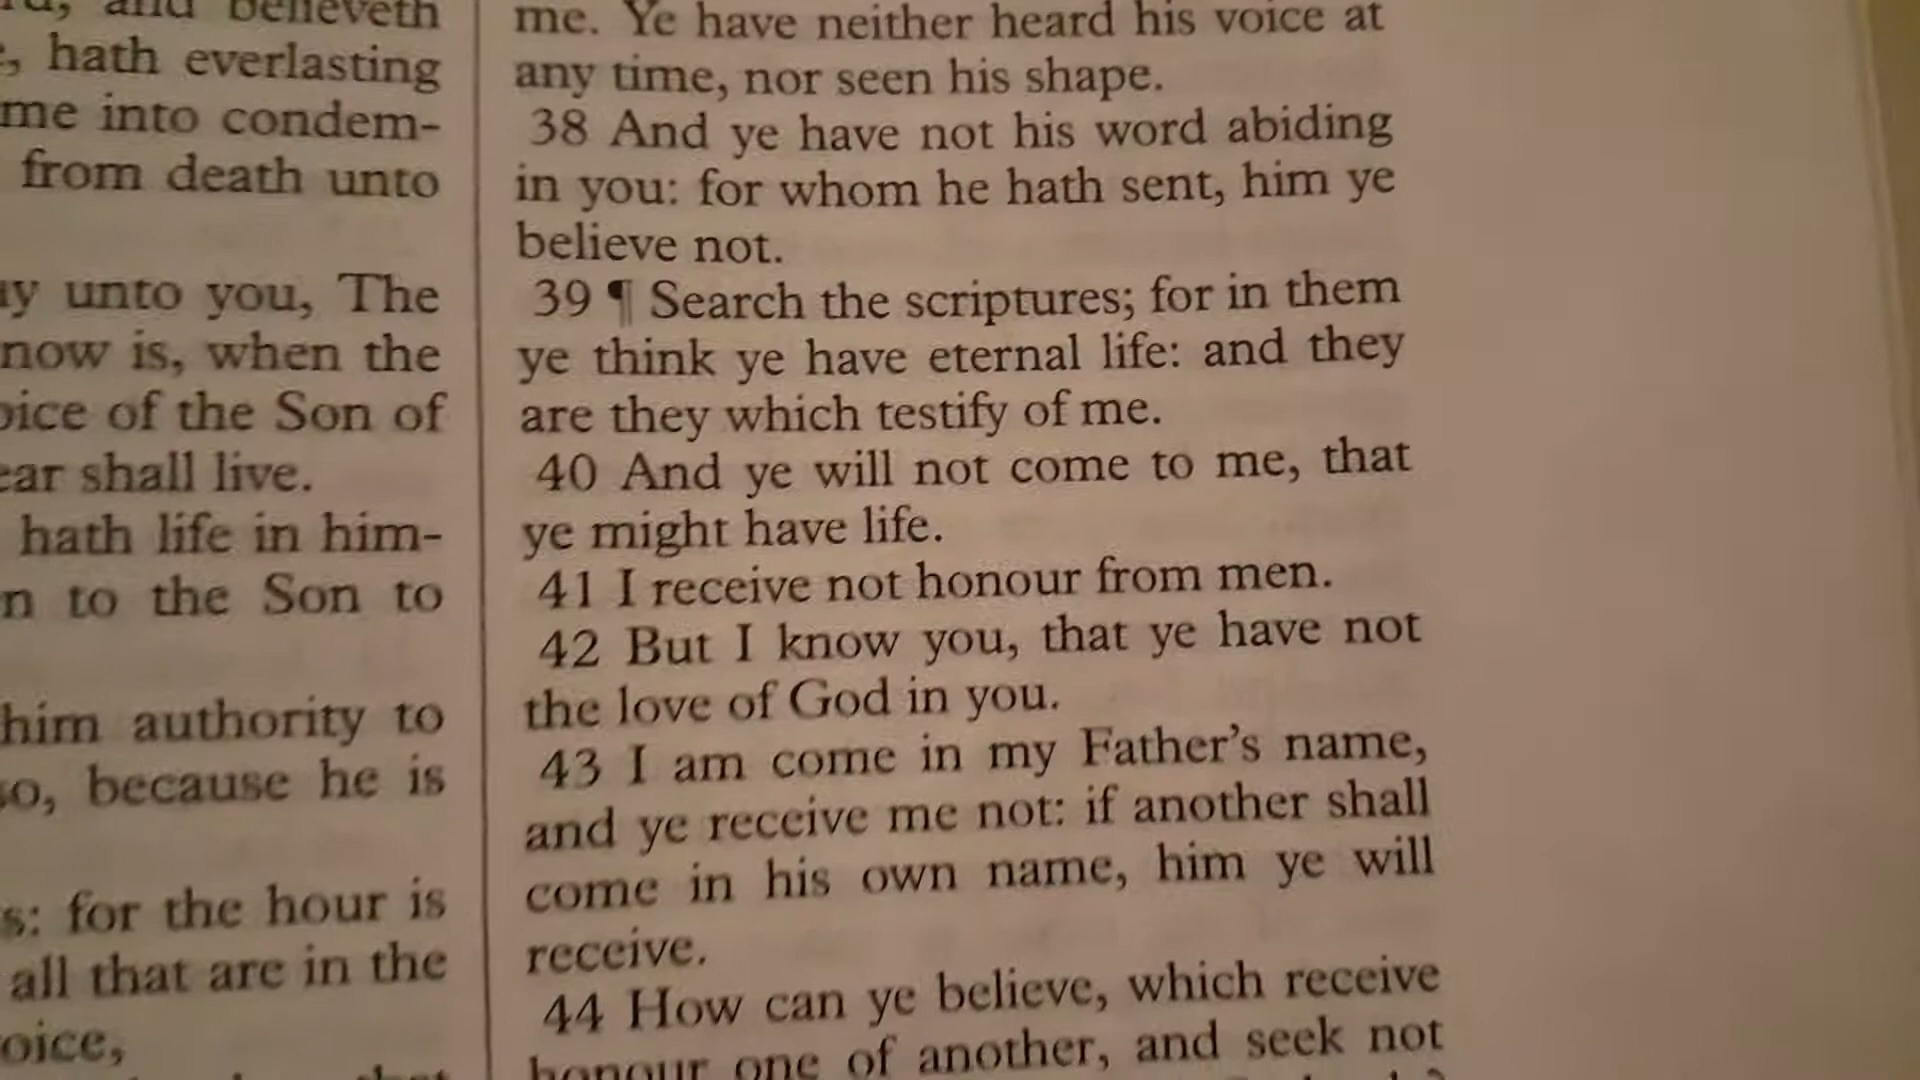 and believeth
hath everlasting
me into condem-
from death unto
unto you, The
now is, when the
of the Son of
shall live.
hath life in him-
to the Son to
him authority to
because he is
for the hour is
all that are in the
me. Ye have neither heard his voice at
any time, nor seen his shape.
38 And ye have not his word abiding
in you: for whom he hath sent, him ye
believe not.
39 ¶ Search the scriptures; for in them
ye think ye have eternal life: and they
are they which testify of me.
40 And ye will not come to me, that
ye might have life.
41 I receive not honour from men.
42 But I know you, that ye have not
the love of God in you.
43 I am come in my Father's name,
and ye receive me not: if another shall
come in his own name, him ye will
receive.
44 How can ye believe, which receive
honour one of another, and seek not